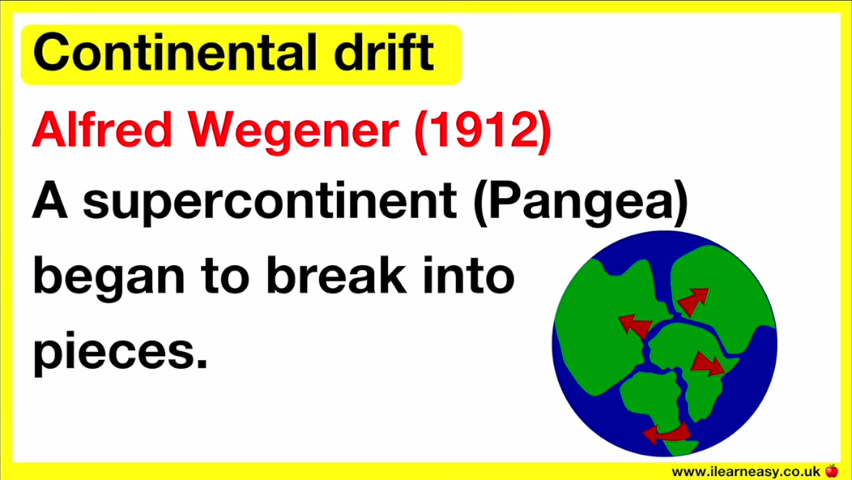 Continental drift
Alfred Wegener (1912)
A supercontinent (Pangea)
began to break into
pieces.
www.ilearneasy.co.uk